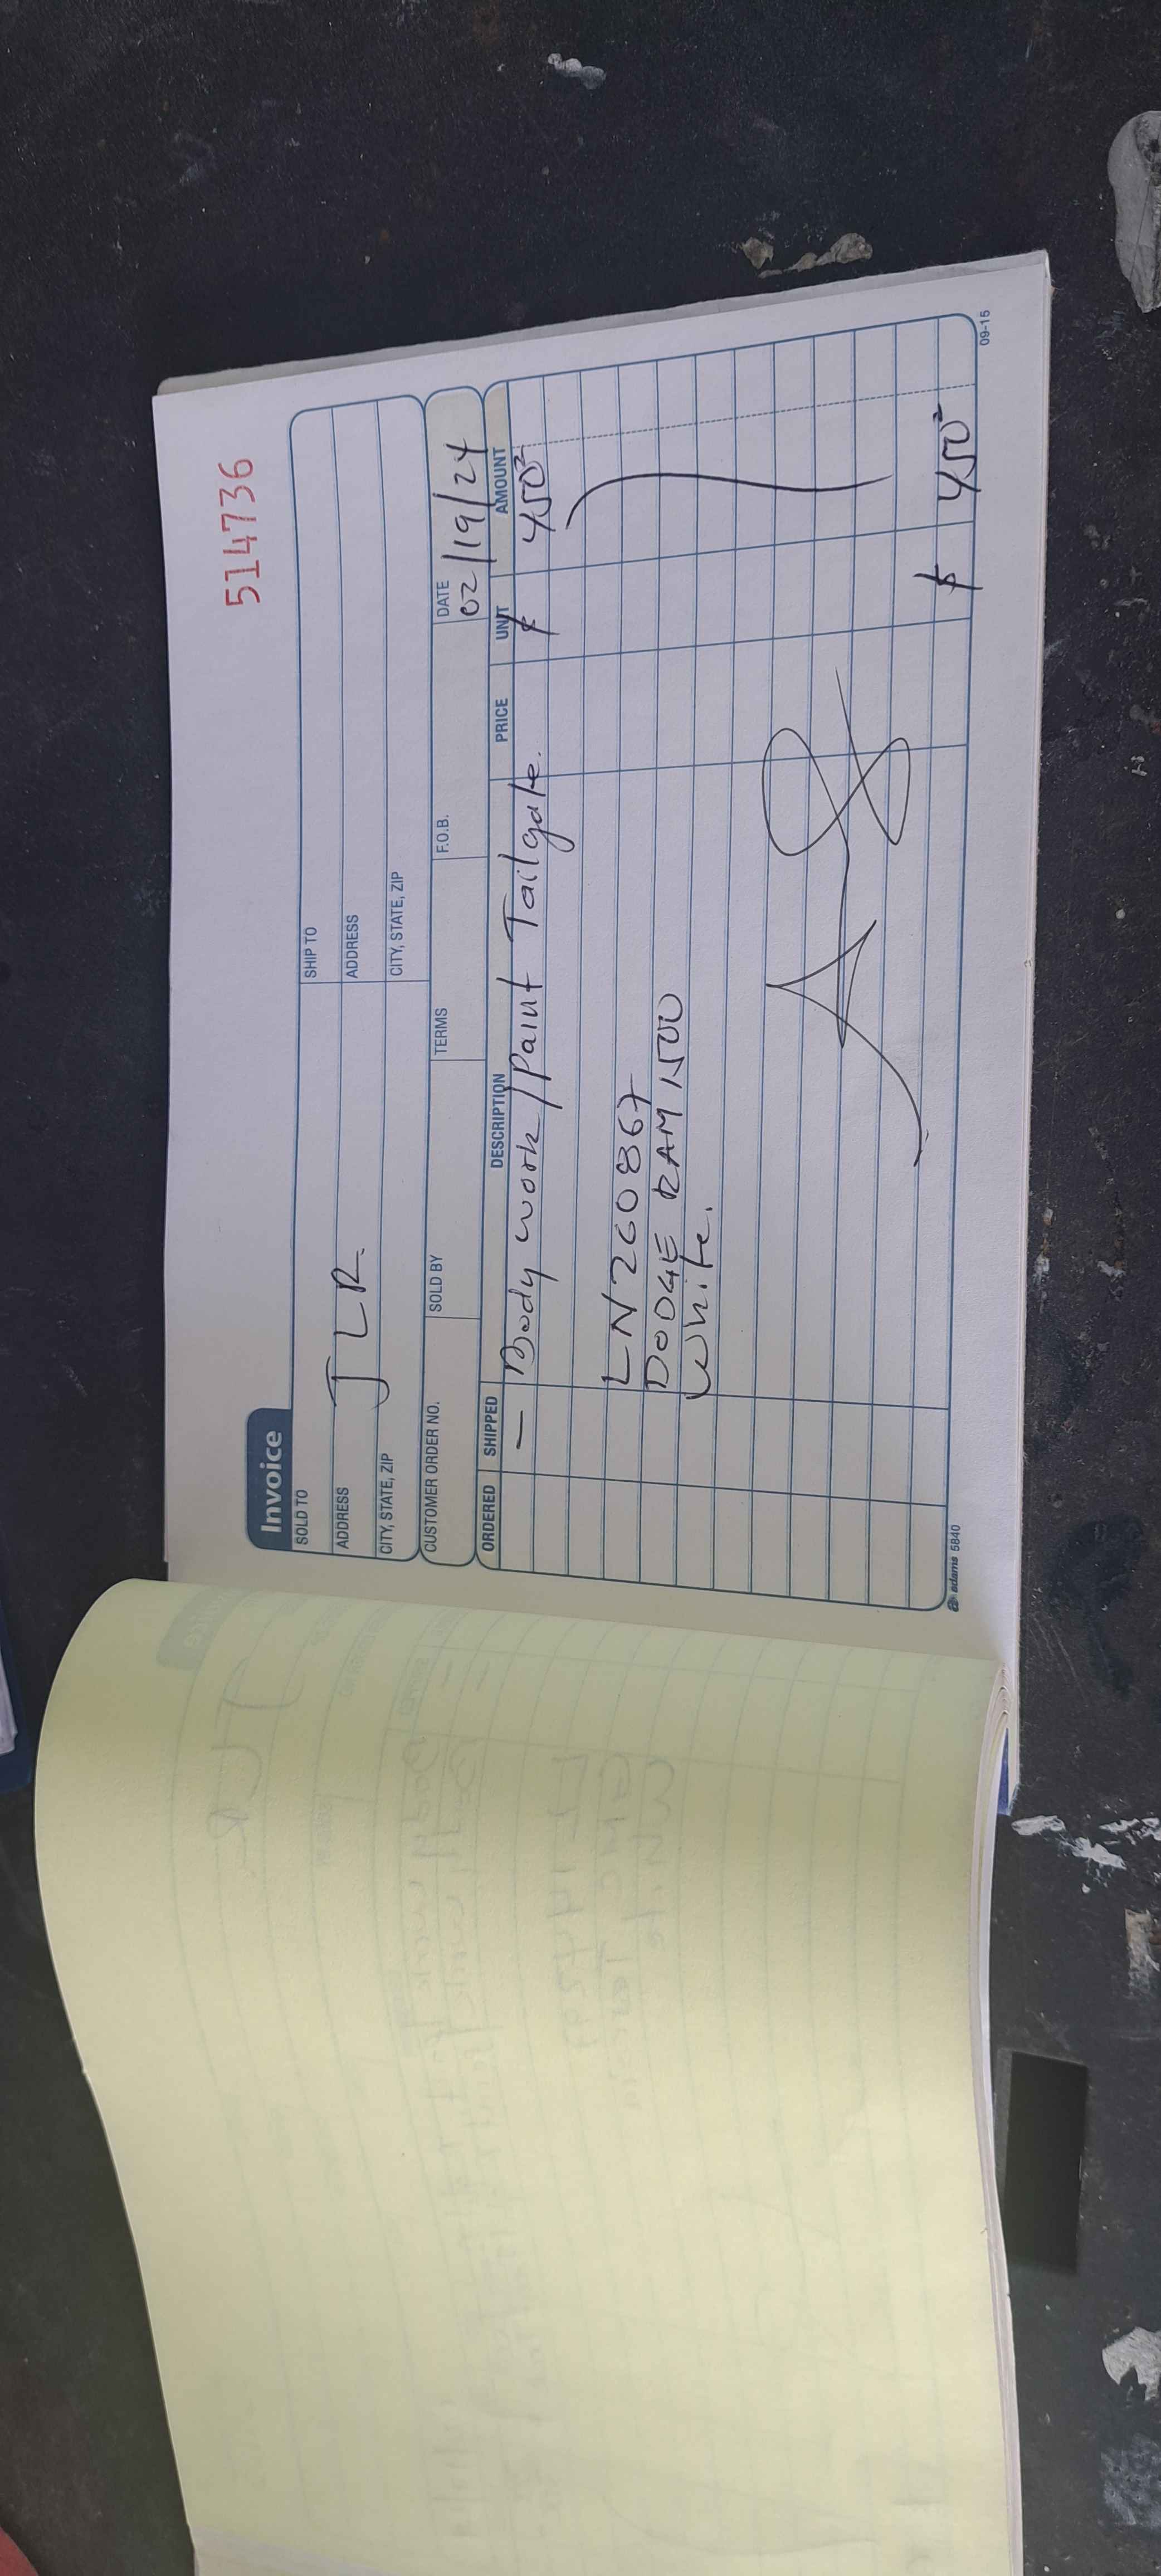 514736
Invoice
SOLD TO
SHIP TO
ADDRESS
JLR.
ADDRESS
CITY, STATE, ZIP
CITY, STATE, ZIP
CUSTOMER ORDER NO.
SOLD BY
TERMS
F.O.B.
DATE
02/19/24
ORDERED SHIPPED DESCRIPTION PRICE UNIT AMOUNT
— Body work/Paint Tailgate. $ 450
LN260867
DODGE RAM 1500
White.
$ 450
adams 5840
09-15